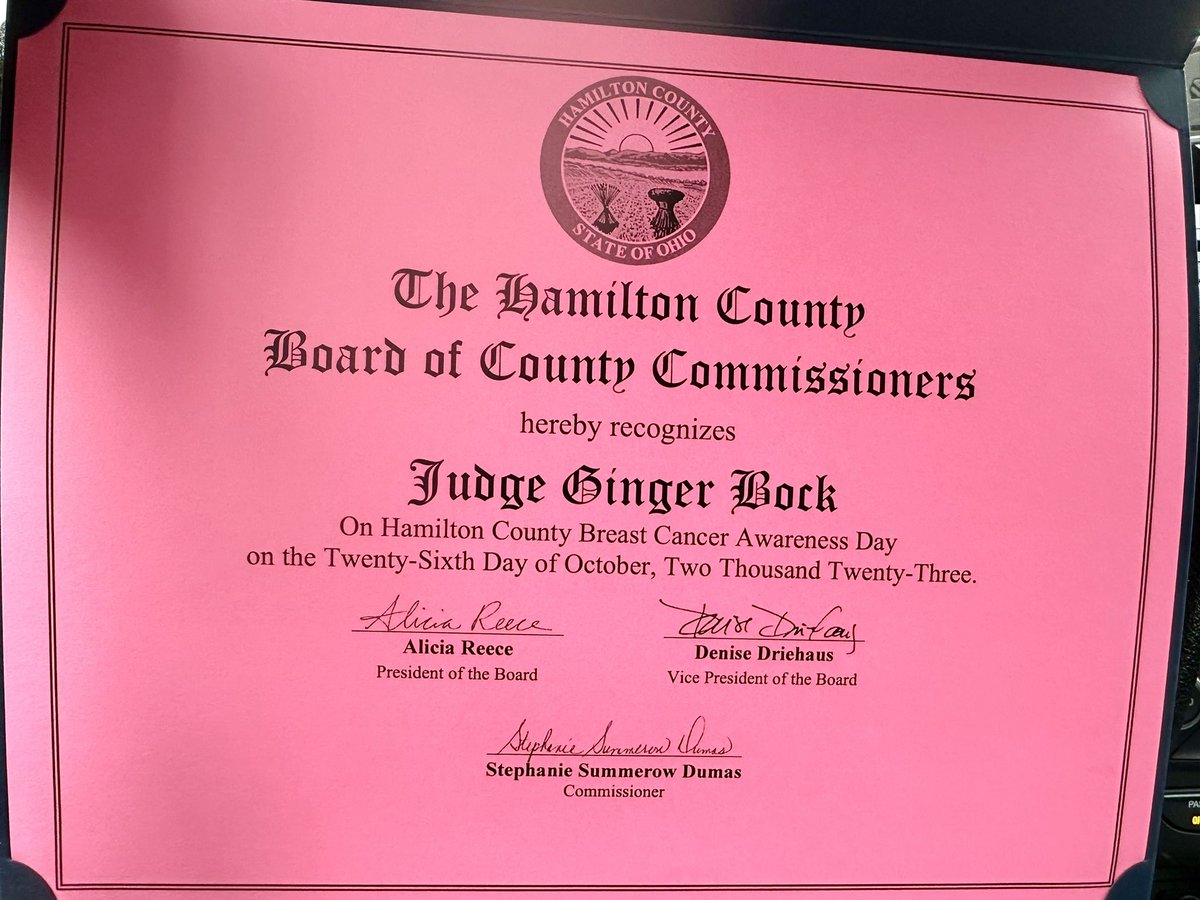 HAMILTON COUNTY
STATE OF OHIO
The Hamilton County
Board of County Commissioners
hereby recognizes
Judge Ginger Bock
On Hamilton County Breast Cancer Awareness Day
on the Twenty-Sixth Day of October, Two Thousand Twenty-Three.
Alicia Reece
Denise Driehaus
Alicia Reece
Denise Driehaus
President of the Board
Vice President of the Board
Stephanie Summerow Dumas
Stephanie Summerow Dumas
Commissioner